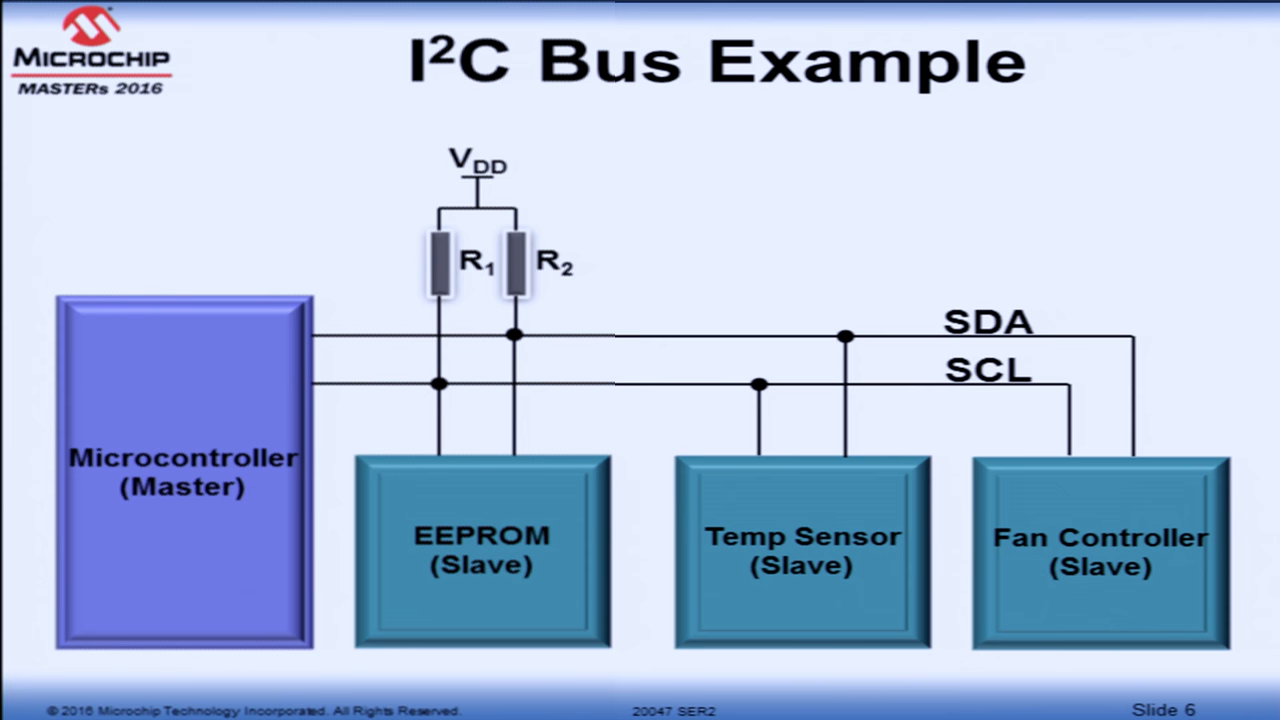 MICROCHIP
MASTERs 2016
I²C Bus Example
VDD
R1
R2
SDA
SCL
Microcontroller
(Master)
EEPROM
(Slave)
Temp Sensor
(Slave)
Fan Controller
(Slave)
© 2016 Microchip Technology Incorporated. All Rights Reserved.
20047 SER2
Slide 6